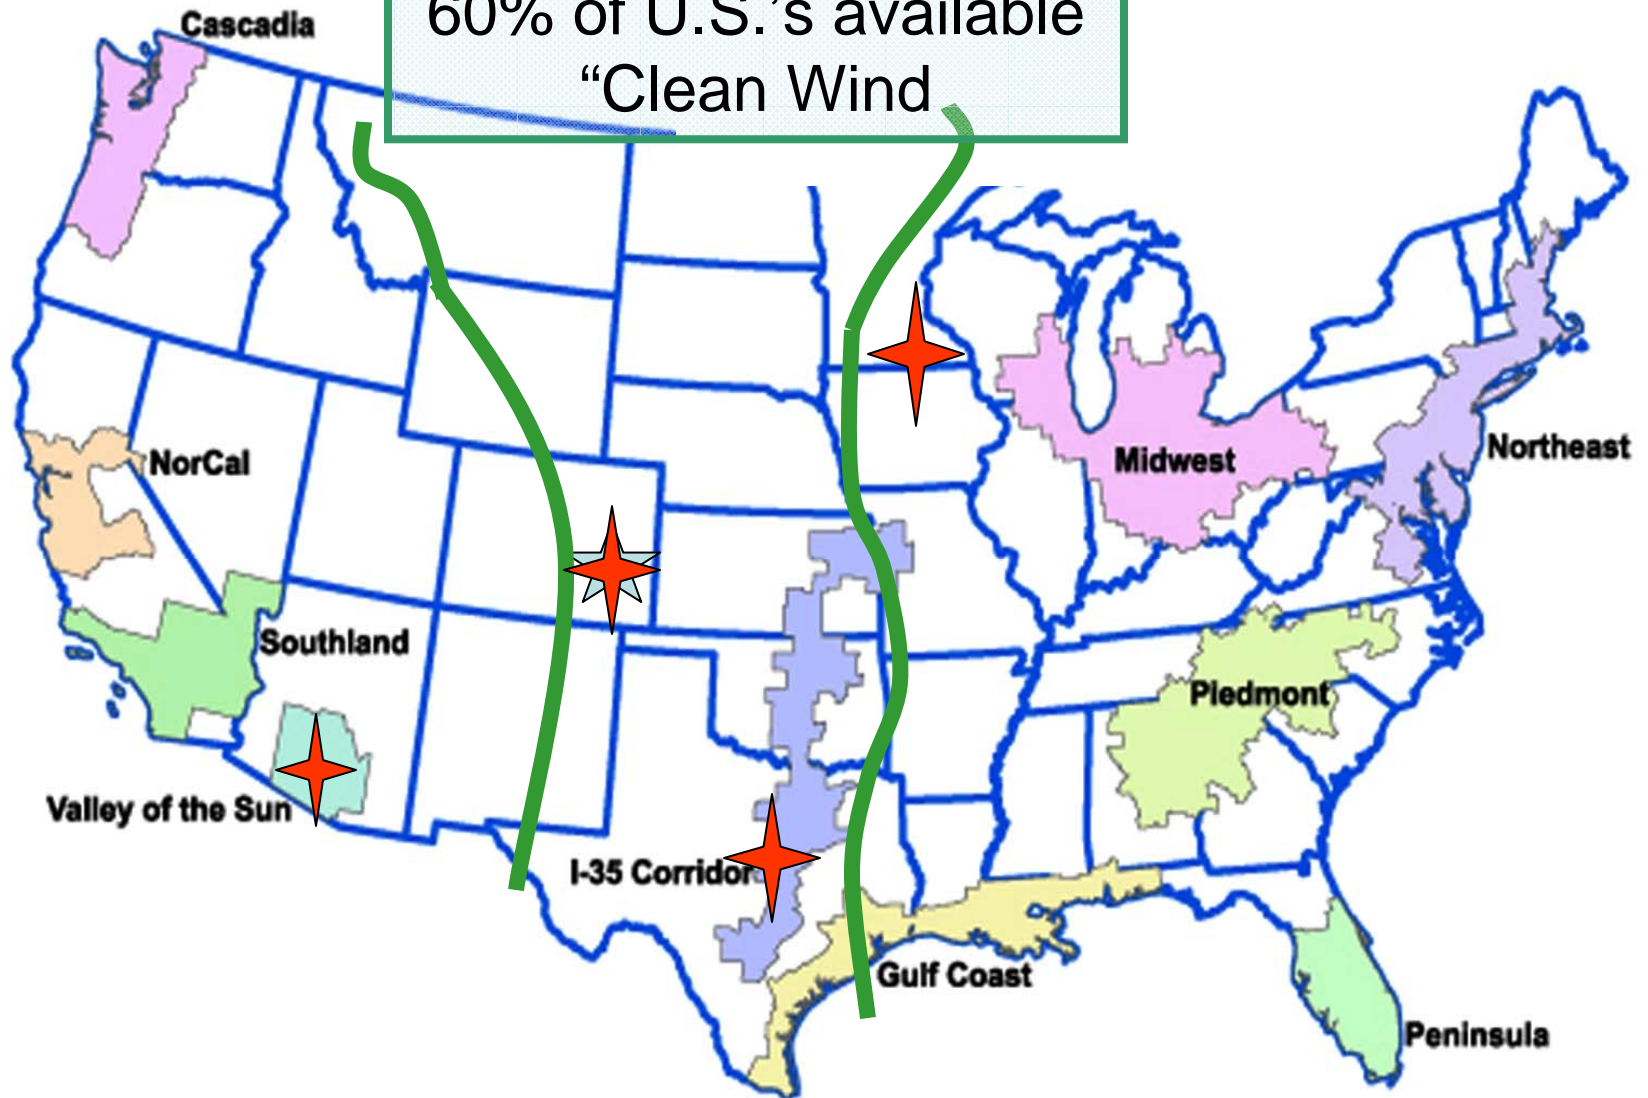 Cascadia
60% of U.S.'s available
“Clean Wind
NorCal
Midwest
Northeast
Southland
Piedmont
Valley of the Sun
I-35 Corridor
Gulf Coast
Peninsula